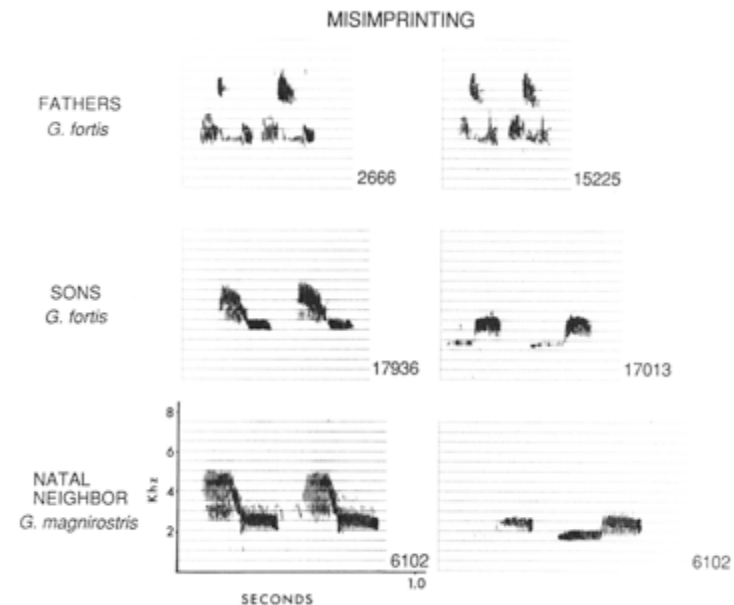 MISIMPRINTING
FATHERS
G. fortis
2666
15225
SONS
G. fortis
17936
17013
NATAL
NEIGHBOR
G. magnirostris
8
6
4
2
Khz
6102
6102
1.0
SECONDS